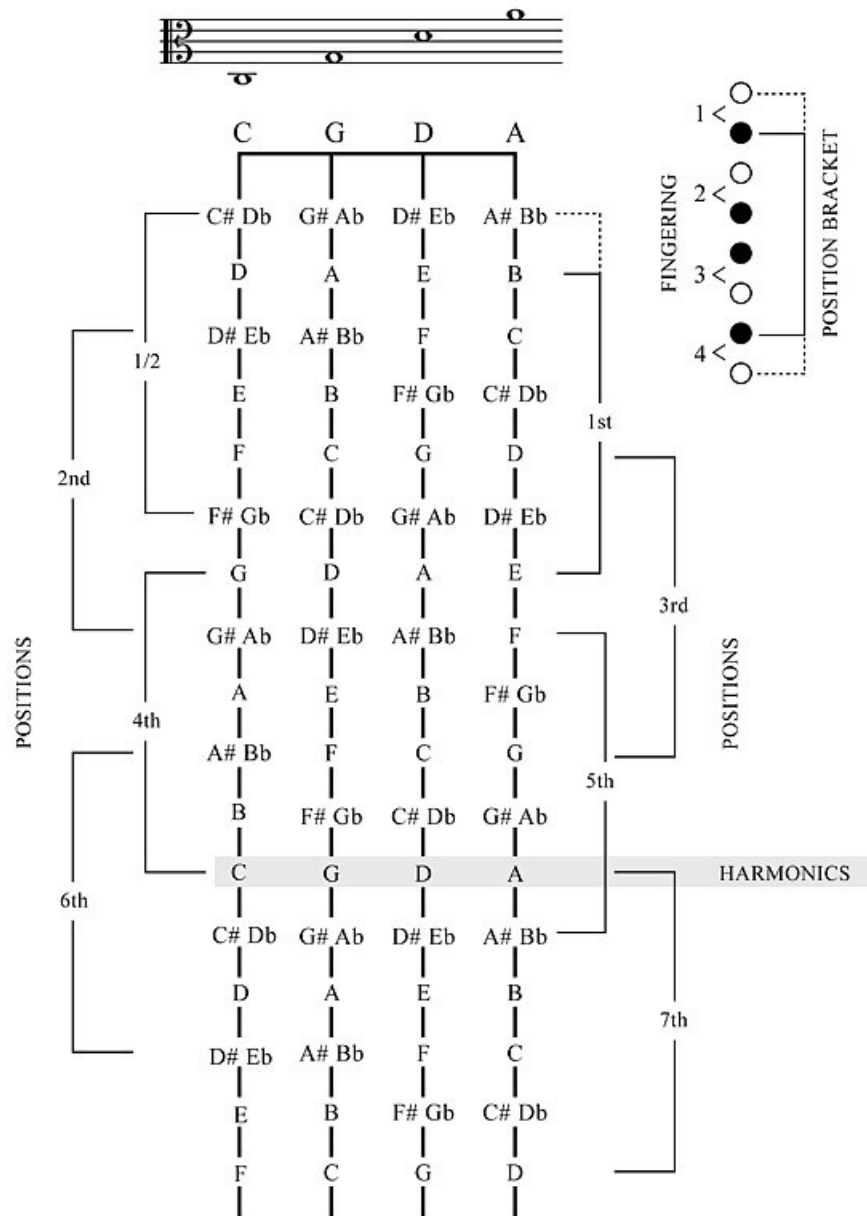 C G D A
C# Db G# Ab D# Eb A# Bb
D A E B
D# Eb A# Bb F C
E B F# Gb C# Db
F C G D
F# Gb C# Db G# Ab D# Eb
G D A E
G# Ab D# Eb A# Bb F
A E B F# Gb
A# Bb F C G
B F# Gb C# Db G# Ab
C G D A HARMONICS
C# Db G# Ab D# Eb A# Bb
D A E B
D# Eb A# Bb F C
E B F# Gb C# Db
F C G D
POSITIONS
1/2
2nd
4th
6th
1st
3rd
5th
7th
POSITIONS
FINGERING
1 <
2 <
3 <
4 <
POSITION BRACKET